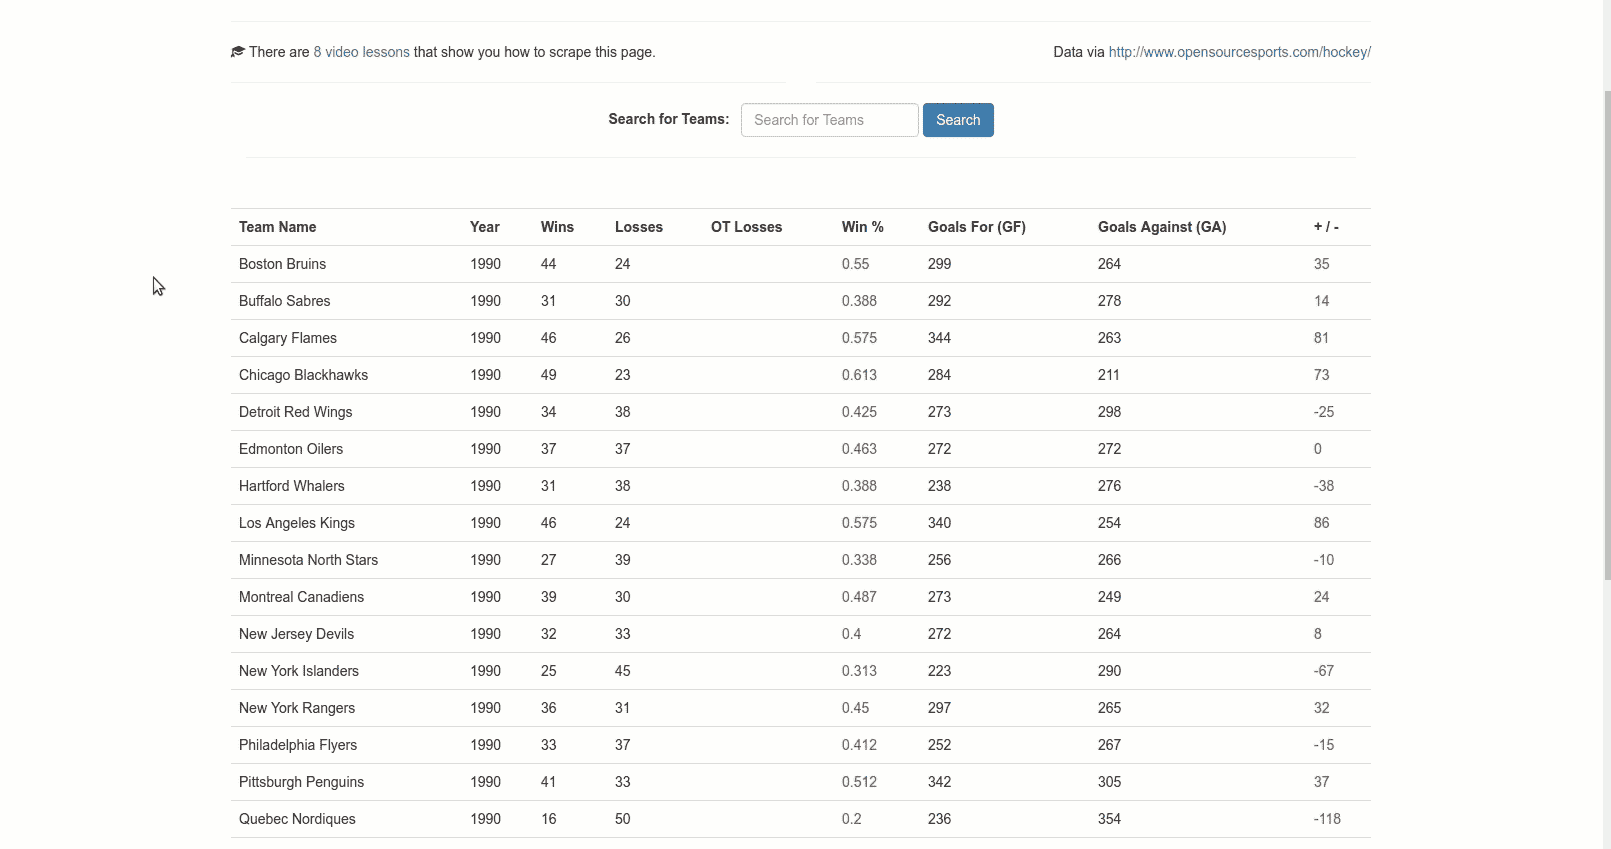 There are 8 video lessons that show you how to scrape this page. Data via http://www.opensourcesports.com/hockey/
Search for Teams: Search for Teams Search
Team Name Year Wins Losses OT Losses Win % Goals For (GF) Goals Against (GA) + / -
Boston Bruins 1990 44 24 0.55 299 264 35
Buffalo Sabres 1990 31 30 0.388 292 278 14
Calgary Flames 1990 46 26 0.575 344 263 81
Chicago Blackhawks 1990 49 23 0.613 284 211 73
Detroit Red Wings 1990 34 38 0.425 273 298 -25
Edmonton Oilers 1990 37 37 0.463 272 272 0
Hartford Whalers 1990 31 38 0.388 238 276 -38
Los Angeles Kings 1990 46 24 0.575 340 254 86
Minnesota North Stars 1990 27 39 0.338 256 266 -10
Montreal Canadiens 1990 39 30 0.487 273 249 24
New Jersey Devils 1990 32 33 0.4 272 264 8
New York Islanders 1990 25 45 0.313 223 290 -67
New York Rangers 1990 36 31 0.45 297 265 32
Philadelphia Flyers 1990 33 37 0.412 252 267 -15
Pittsburgh Penguins 1990 41 33 0.512 342 305 37
Quebec Nordiques 1990 16 50 0.2 236 354 -118